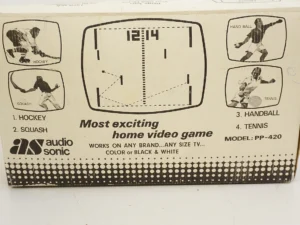 HAND BALL
12 14
HOCKEY
SQUASH
TENNIS
1. HOCKEY
2. SQUASH
Most exciting
home video game
3. HANDBALL
4. TENNIS
as audio
sonic
WORKS ON ANY BRAND...ANY SIZE TV...
COLOR or BLACK & WHITE
MODEL: PP-420